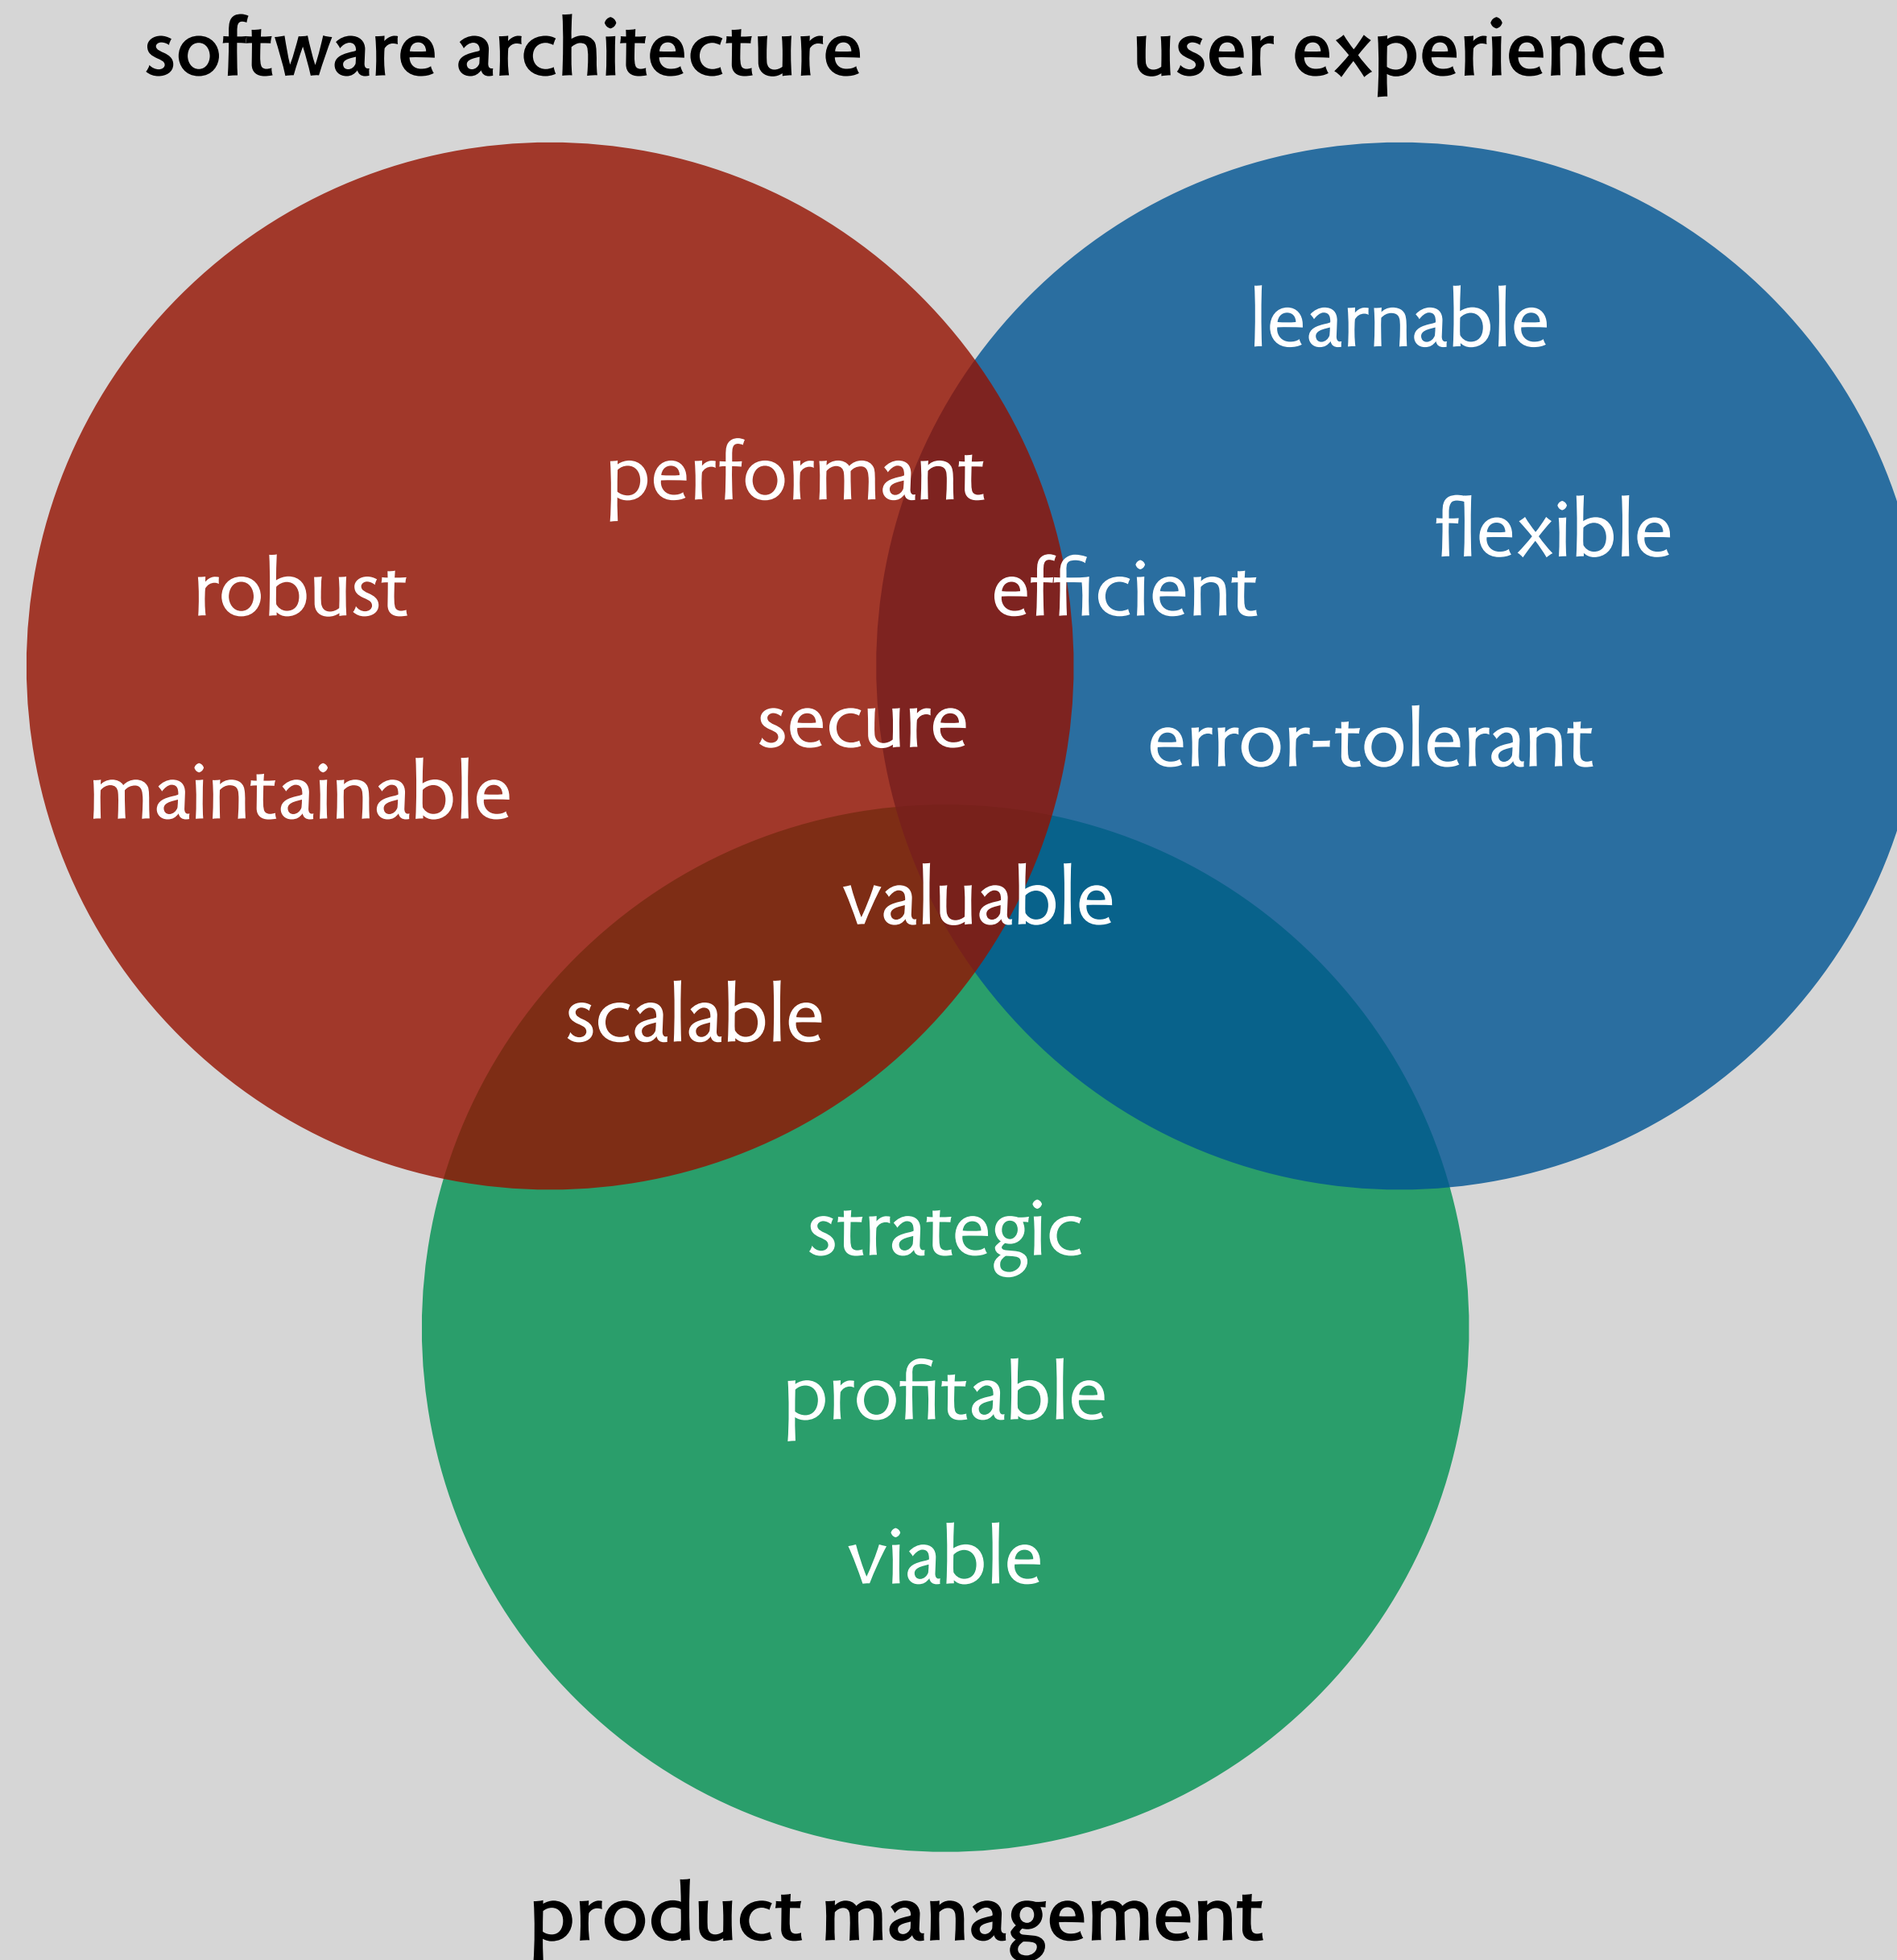 software architecture
user experience
learnable
performant
flexible
robust
efficient
secure
error-tolerant
maintainable
valuable
scalable
strategic
profitable
viable
product management